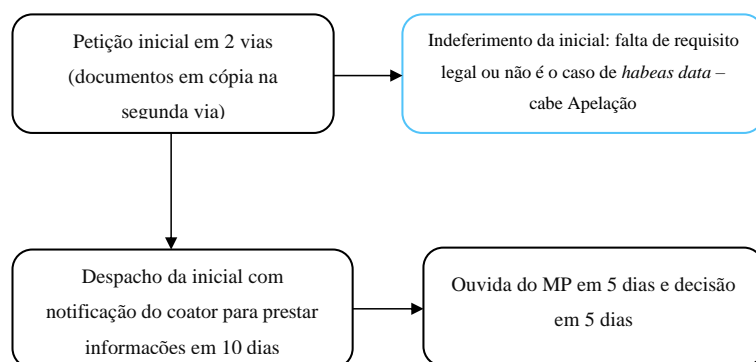 Petição inicial em 2 vias
(documentos em cópia na
segunda via)
Indeferimento da inicial: falta de requisito
legal ou não é o caso de habeas data –
cabe Apelação
Despacho da inicial com
notificação do coator para prestar
informações em 10 dias
Ouvida do MP em 5 dias e decisão
em 5 dias